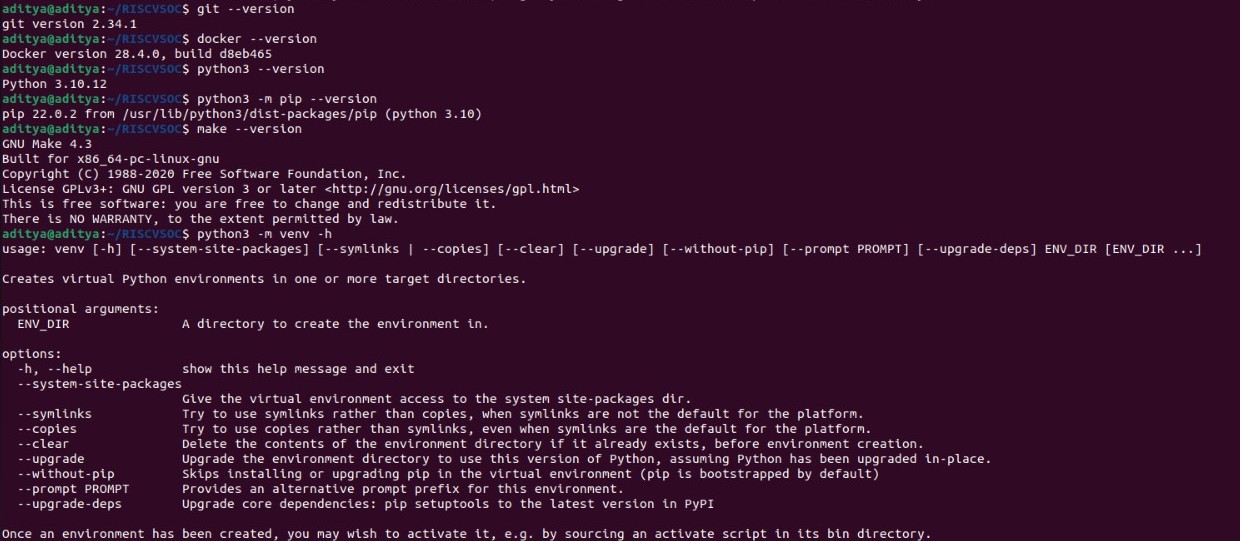 aditya@aditya:~/RISCVSOC$ git --version
git version 2.34.1
aditya@aditya:~/RISCVSOC$ docker --version
Docker version 28.4.0, build d8eb465
aditya@aditya:~/RISCVSOC$ python3 --version
Python 3.10.12
aditya@aditya:~/RISCVSOC$ python3 -m pip --version
pip 22.0.2 from /usr/lib/python3/dist-packages/pip (python 3.10)
aditya@aditya:~/RISCVSOC$ make --version
GNU Make 4.3
Built for x86_64-pc-linux-gnu
Copyright (C) 1988-2020 Free Software Foundation, Inc.
License GPLv3+: GNU GPL version 3 or later <http://gnu.org/licenses/gpl.html>
This is free software: you are free to change and redistribute it.
There is NO WARRANTY, to the extent permitted by law.
aditya@aditya:~/RISCVSOC$ python3 -m venv -h
usage: venv [-h] [--system-site-packages] [--symlinks | --copies] [--clear] [--upgrade] [--without-pip] [--prompt PROMPT] [--upgrade-deps] ENV_DIR [ENV_DIR ...]

Creates virtual Python environments in one or more target directories.

positional arguments:
  ENV_DIR               A directory to create the environment in.

options:
  -h, --help            show this help message and exit
  --system-site-packages
                        Give the virtual environment access to the system site-packages dir.
  --symlinks            Try to use symlinks rather than copies, when symlinks are not the default for the platform.
  --copies              Try to use copies rather than symlinks, even when symlinks are the default for the platform.
  --clear               Delete the contents of the environment directory if it already exists, before environment creation.
  --upgrade             Upgrade the environment directory to use this version of Python, assuming Python has been upgraded in-place.
  --without-pip         Skips installing or upgrading pip in the virtual environment (pip is bootstrapped by default)
  --prompt PROMPT       Provides an alternative prompt prefix for this environment.
  --upgrade-deps        Upgrade core dependencies: pip setuptools to the latest version in PyPI

Once an environment has been created, you may wish to activate it, e.g. by sourcing an activate script in its bin directory.